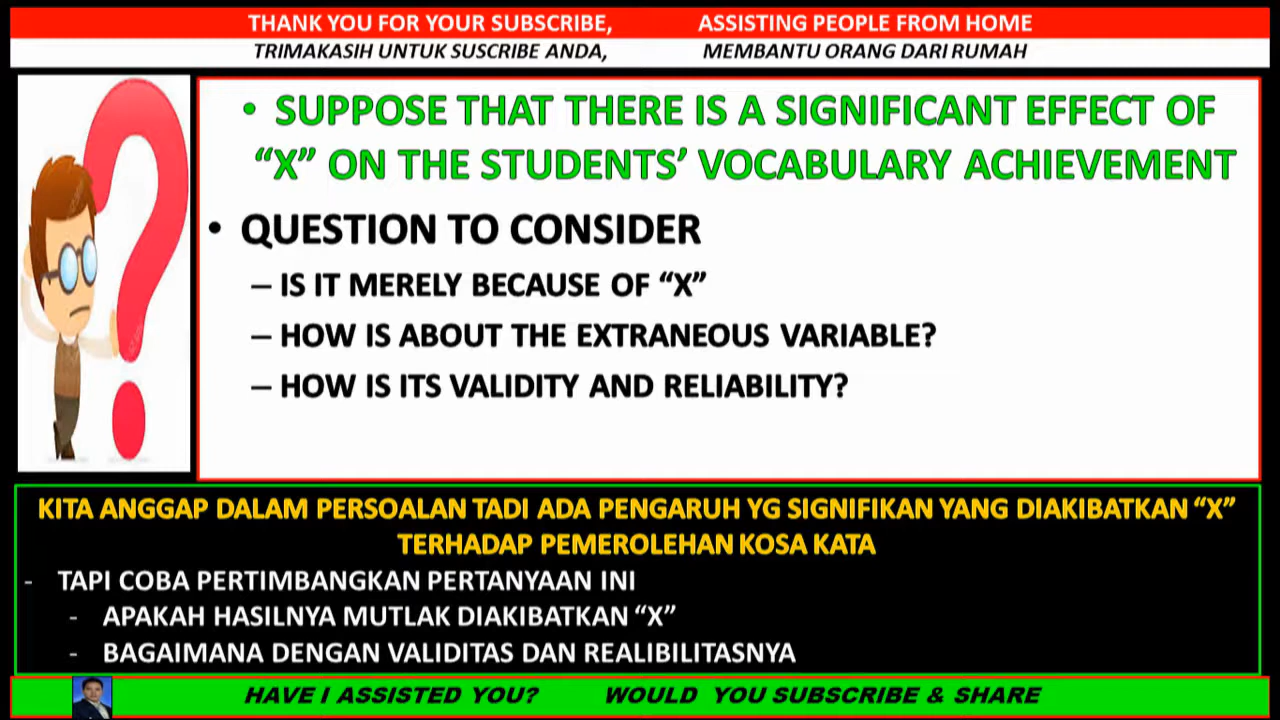 THANK YOU FOR YOUR SUBSCRIBE, ASSISTING PEOPLE FROM HOME
TRIMAKASIH UNTUK SUSCRIBE ANDA, MEMBANTU ORANG DARI RUMAH
• SUPPOSE THAT THERE IS A SIGNIFICANT EFFECT OF
“X” ON THE STUDENTS’ VOCABULARY ACHIEVEMENT
• QUESTION TO CONSIDER
– IS IT MERELY BECAUSE OF “X”
– HOW IS ABOUT THE EXTRANEOUS VARIABLE?
– HOW IS ITS VALIDITY AND RELIABILITY?
KITA ANGGAP DALAM PERSOALAN TADI ADA PENGARUH YG SIGNIFIKAN YANG DIAKIBATKAN “X”
TERHADAP PEMEROLEHAN KOSA KATA
- TAPI COBA PERTIMBANGKAN PERTANYAAN INI
- APAKAH HASILNYA MUTLAK DIAKIBATKAN “X”
- BAGAIMANA DENGAN VALIDITAS DAN REALIBILITASNYA
HAVE I ASSISTED YOU? WOULD YOU SUBSCRIBE & SHARE